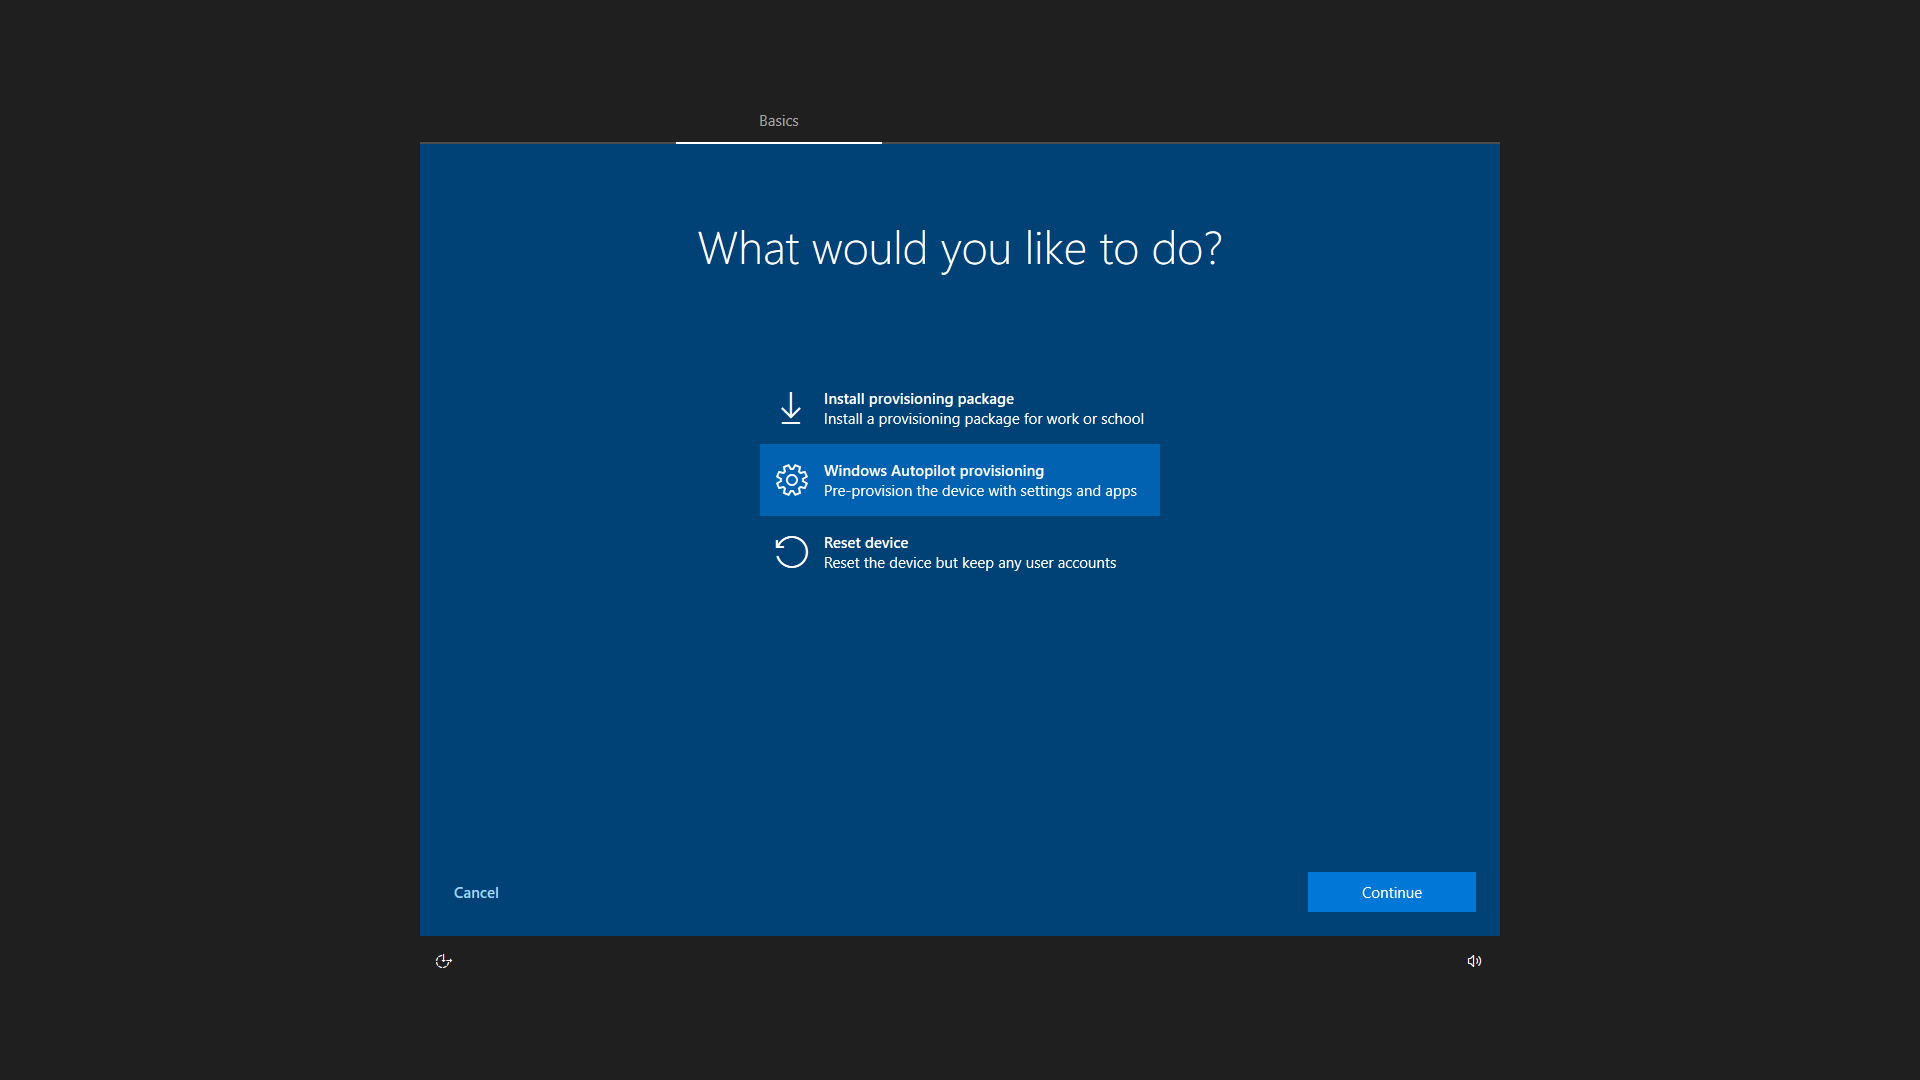 Basics
What would you like to do?
Install provisioning package
Install a provisioning package for work or school
Windows Autopilot provisioning
Pre-provision the device with settings and apps
Reset device
Reset the device but keep any user accounts
Cancel
Continue